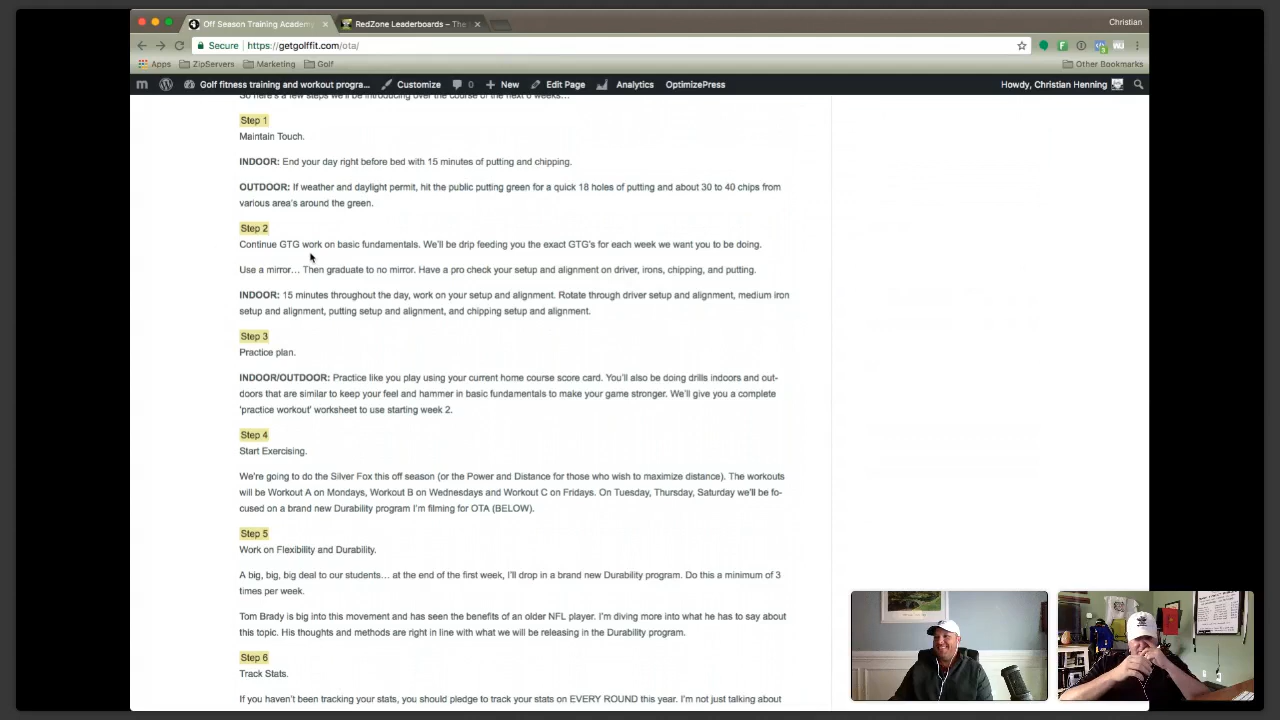 Off Season Training Academy
RedZone Leaderboards – The
Christian
Secure https://getgolffit.com/ota/
Apps ZipServers Marketing Golf Other Bookmarks
Golf fitness training and workout progra... Customize 0 New Edit Page Analytics OptimizePress Howdy, Christian Henning
So here's a few steps we'll be introducing over the course of the next 6 weeks…
Step 1
Maintain Touch.
INDOOR: End your day right before bed with 15 minutes of putting and chipping.
OUTDOOR: If weather and daylight permit, hit the public putting green for a quick 18 holes of putting and about 30 to 40 chips from
various area's around the green.
Step 2
Continue GTG work on basic fundamentals. We'll be drip feeding you the exact GTG's for each week we want you to be doing.
Use a mirror… Then graduate to no mirror. Have a pro check your setup and alignment on driver, irons, chipping, and putting.
INDOOR: 15 minutes throughout the day, work on your setup and alignment. Rotate through driver setup and alignment, medium iron
setup and alignment, putting setup and alignment, and chipping setup and alignment.
Step 3
Practice plan.
INDOOR/OUTDOOR: Practice like you play using your current home course score card. You'll also be doing drills indoors and out-
doors that are similar to keep your feel and hammer in basic fundamentals to make your game stronger. We'll give you a complete
'practice workout' worksheet to use starting week 2.
Step 4
Start Exercising.
We're going to do the Silver Fox this off season (or the Power and Distance for those who wish to maximize distance). The workouts
will be Workout A on Mondays, Workout B on Wednesdays and Workout C on Fridays. On Tuesday, Thursday, Saturday we'll be fo-
cused on a brand new Durability program I'm filming for OTA (BELOW).
Step 5
Work on Flexibility and Durability.
A big, big, big deal to our students… at the end of the first week, I'll drop in a brand new Durability program. Do this a minimum of 3
times per week.
Tom Brady is big into this movement and has seen the benefits of an older NFL player. I'm diving more into what he has to say about
this topic. His thoughts and methods are right in line with what we will be releasing in the Durability program.
Step 6
Track Stats.
If you haven't been tracking your stats, you should pledge to track your stats on EVERY ROUND this year. I'm not just talking about